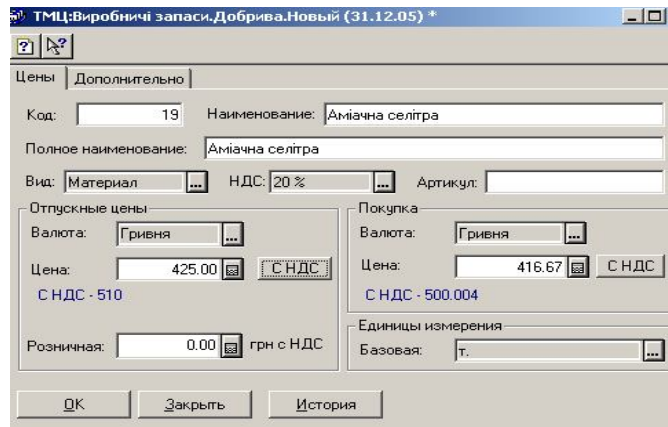 ТМЦ:Виробничі запаси.Добрива.Новый (31.12.05) *
Цены Дополнительно
Код: 19 Наименование: Аміачна селітра
Полное наименование: Аміачна селітра
Вид: Материал ... НДС: 20 % ... Артикул:
Отпускные цены
Валюта: Гривня ...
Цена: 425.00 С НДС
С НДС - 510
Розничная: 0.00 грн с НДС
Покупка
Валюта: Гривня ...
Цена: 416.67 С НДС
С НДС - 500.004
Единицы измерения
Базовая: т. ...
OK Закрыть История